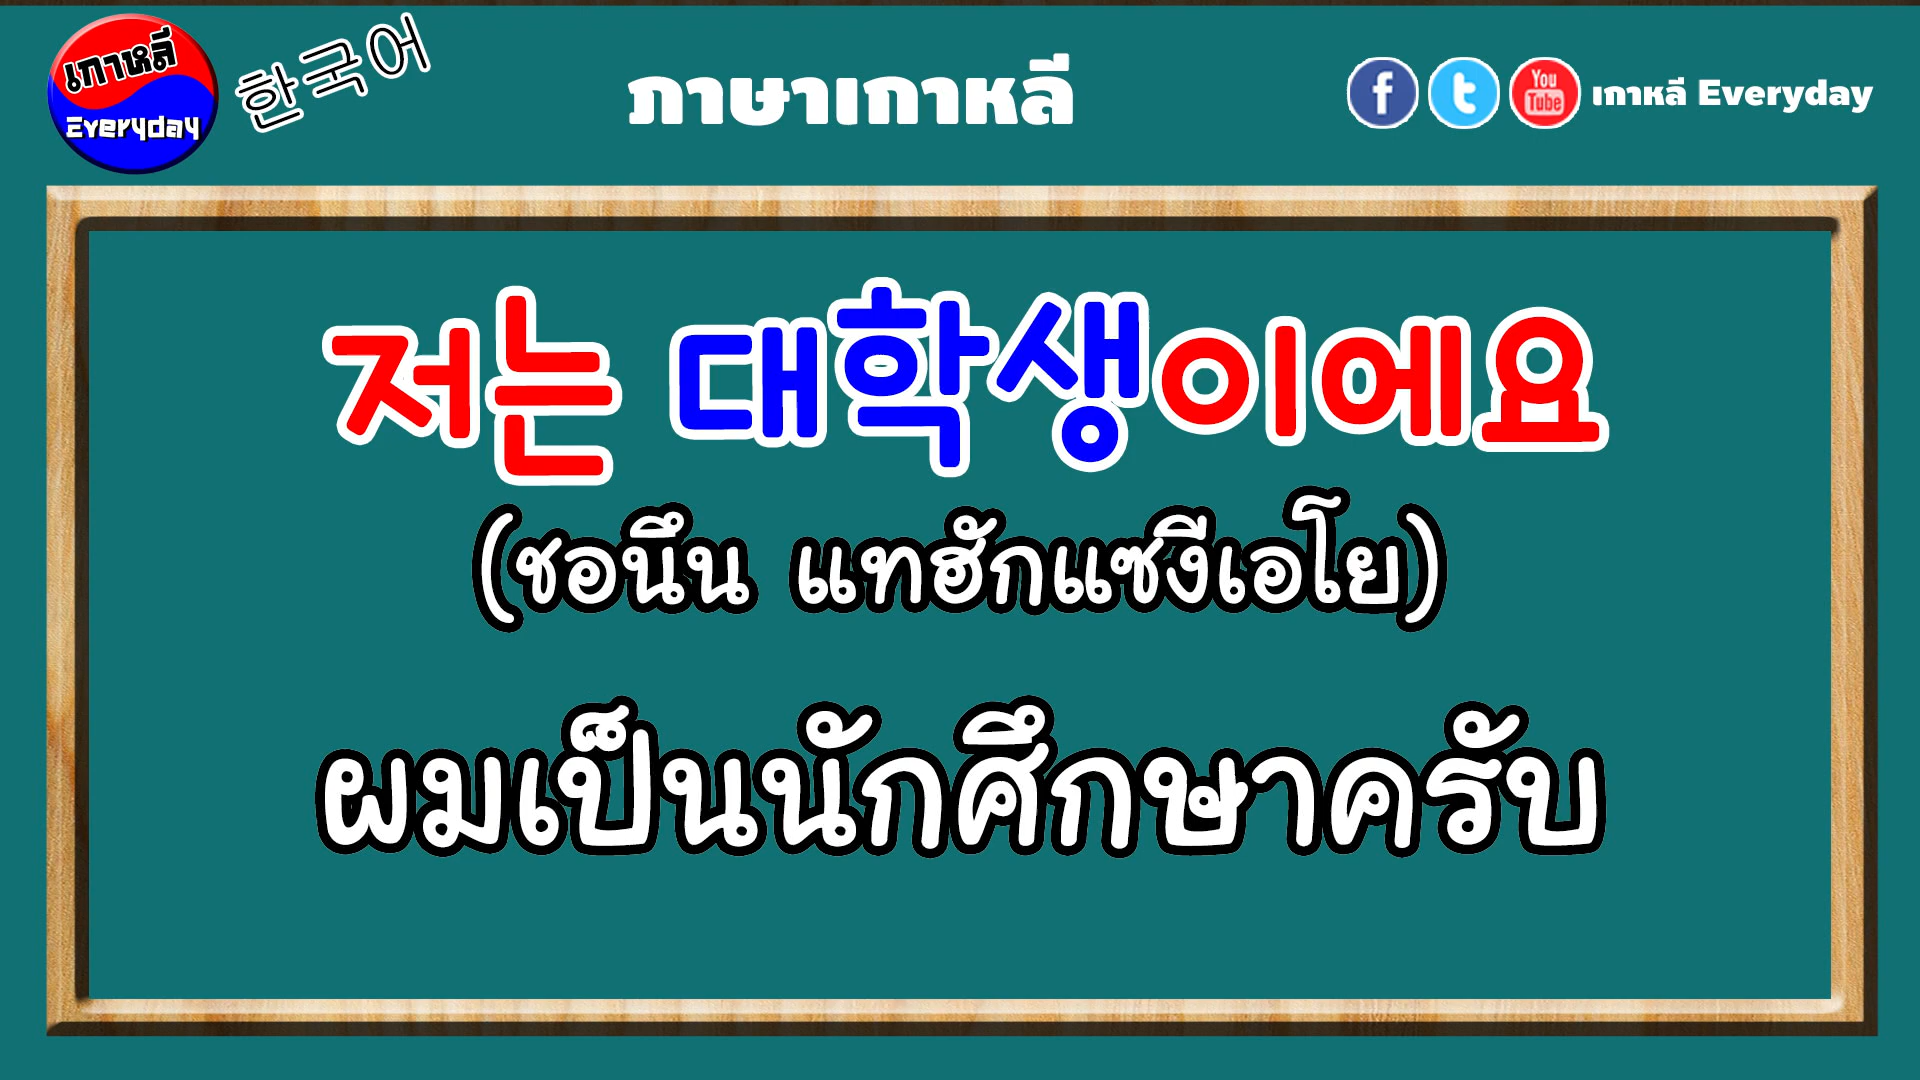 เกาหลี
Everyday
한국어
ภาษาเกาหลี
f t You Tube เกาหลี Everyday
저는 대학생이에요
(ชอนึน แทฮักแซงีเอโย)
ผมเป็นนักศึกษาครับ